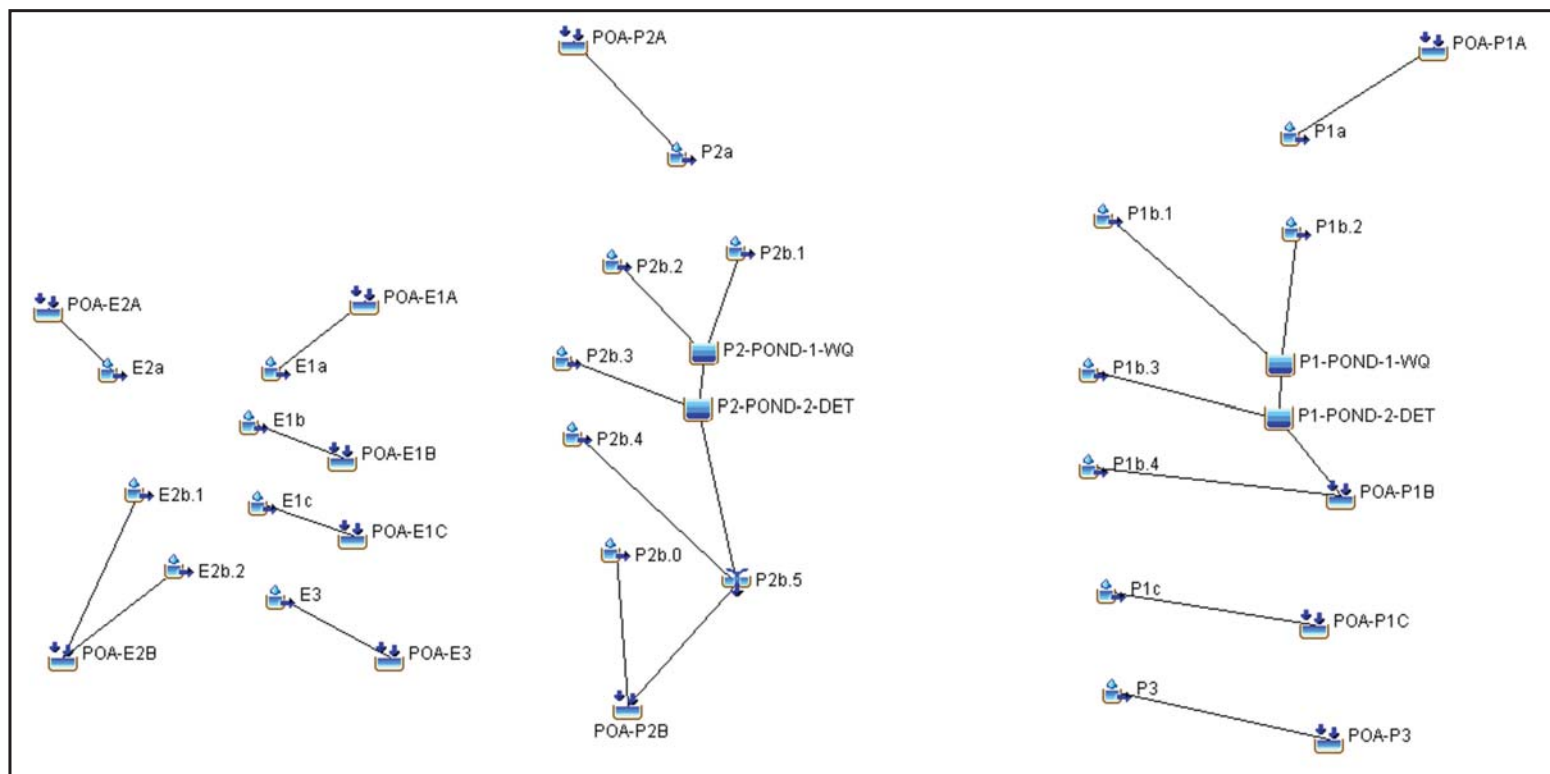 POA-P2A
POA-P1A
P1a
P2a
P1b.1
P1b.2
P2b.2
P2b.1
POA-E2A
POA-E1A
E2a
E1a
P2b.3
P2-POND-1-WQ
P1-POND-1-WQ
P1b.3
P2-POND-2-DET
P1-POND-2-DET
E1b
POA-E1B
P2b.4
P1b.4
POA-P1B
E2b.1
E1c
POA-E1C
E2b.2
P2b.0
P2b.5
E3
P1c
POA-P1C
POA-E2B
POA-E3
P3
POA-P2B
POA-P3